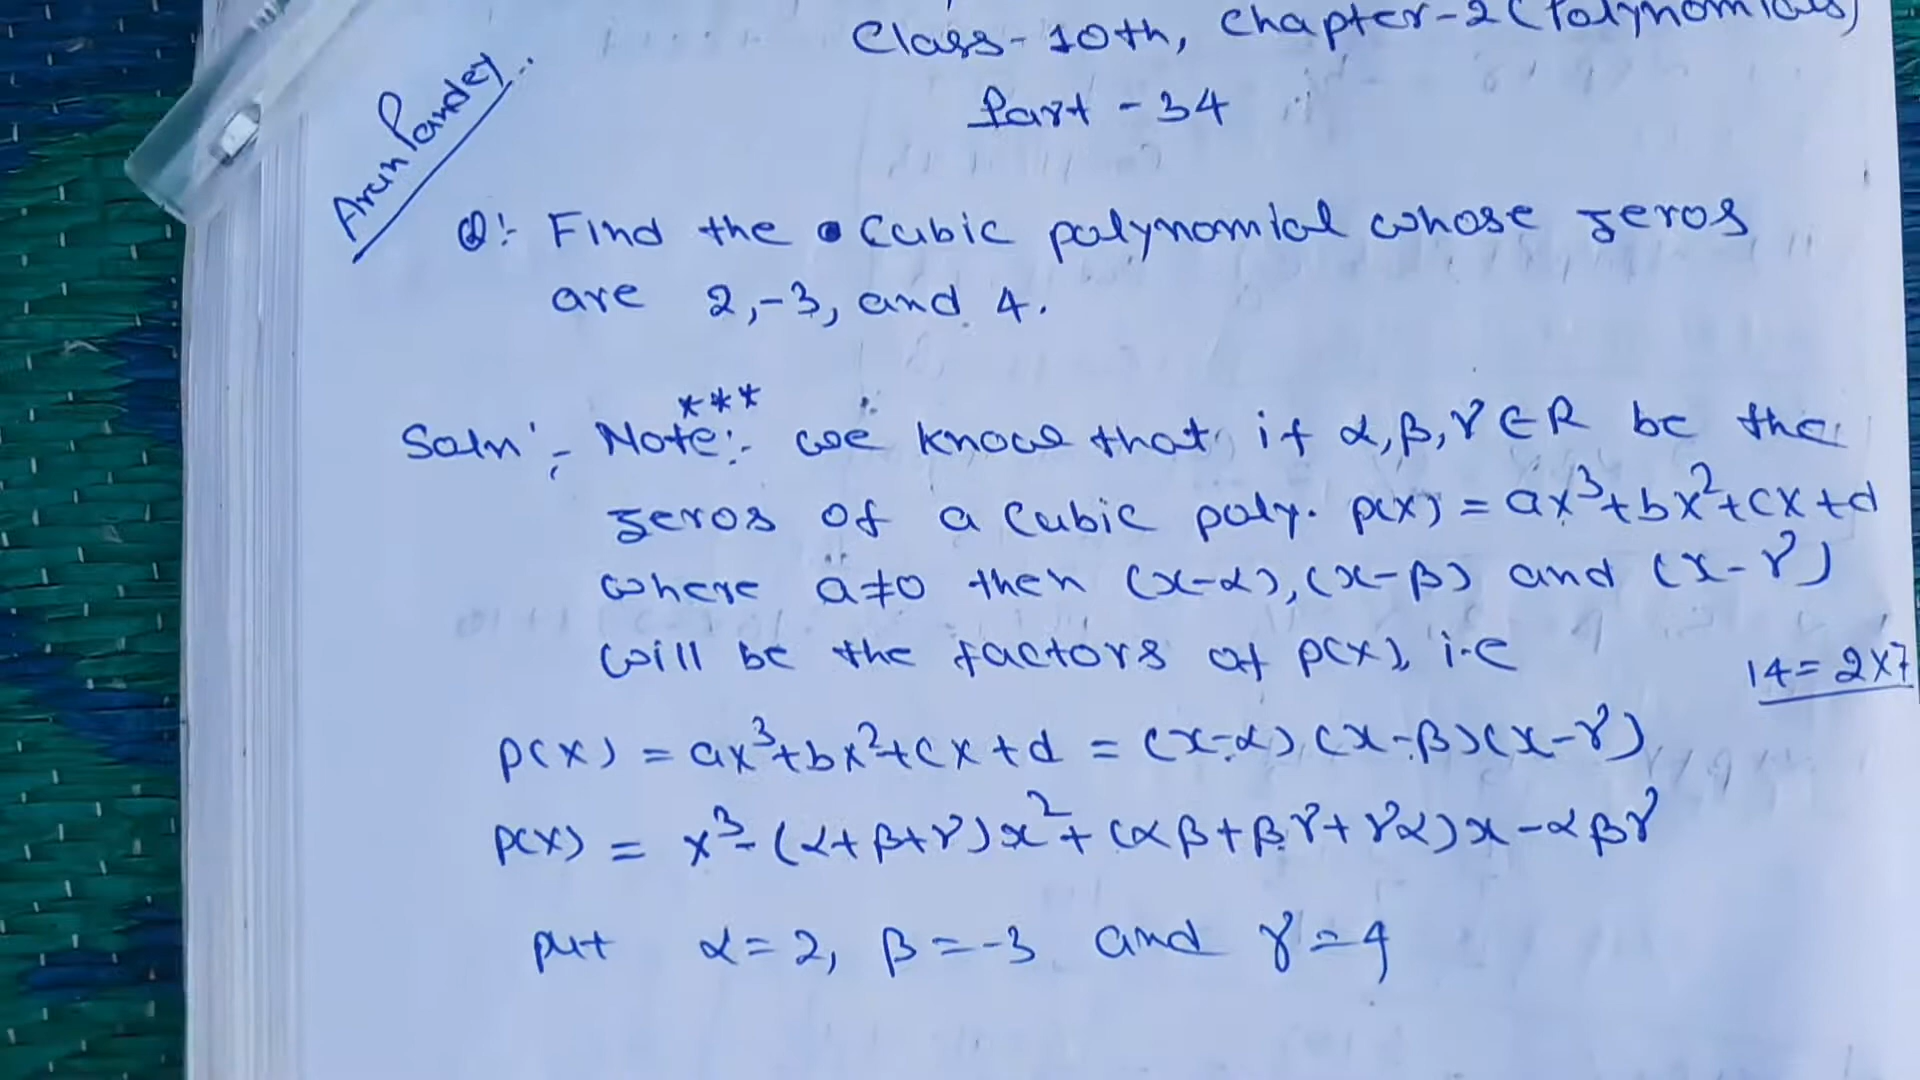 Class-10th, Chapter-2 (Polynomials)
Part - 34
Arun Pandey
Q:- Find the Cubic polynomial whose zeros
are 2,-3, and 4.
Soln:- Note:- *** we know that if α,β,γ∈R be the
zeros of a cubic poly. p(x) = ax³+bx²+cx+d
where a≠0 then (x-α),(x-β) and (x-γ)
will be the factors of p(x), i.e
14 = 2×7
p(x) = ax³+bx²+cx+d = (x-α)(x-β)(x-γ)
p(x) = x³-(α+β+γ)x²+(αβ+βγ+γα)x-αβγ
put α=2, β=-3 and γ=4